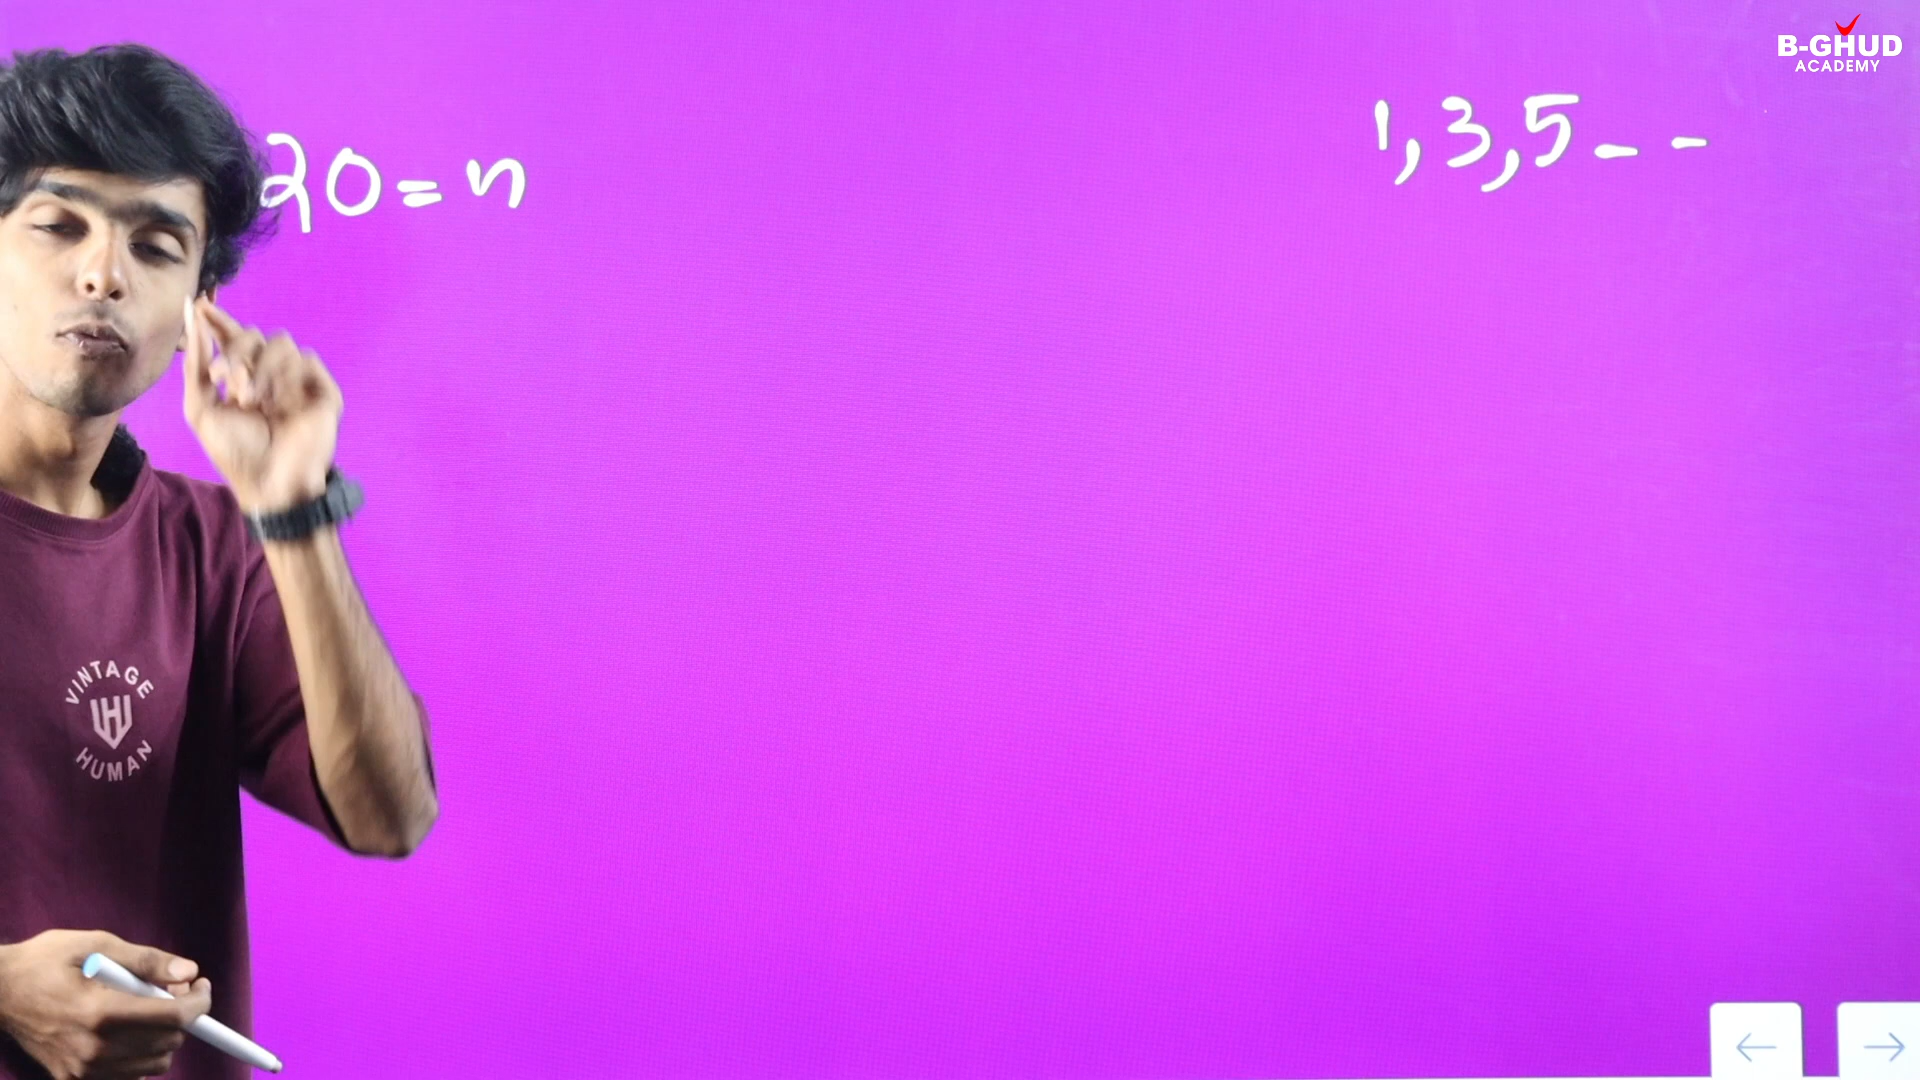 B-GHUD
ACADEMY
20=n
1,3,5--
VINTAGE
HUMAN